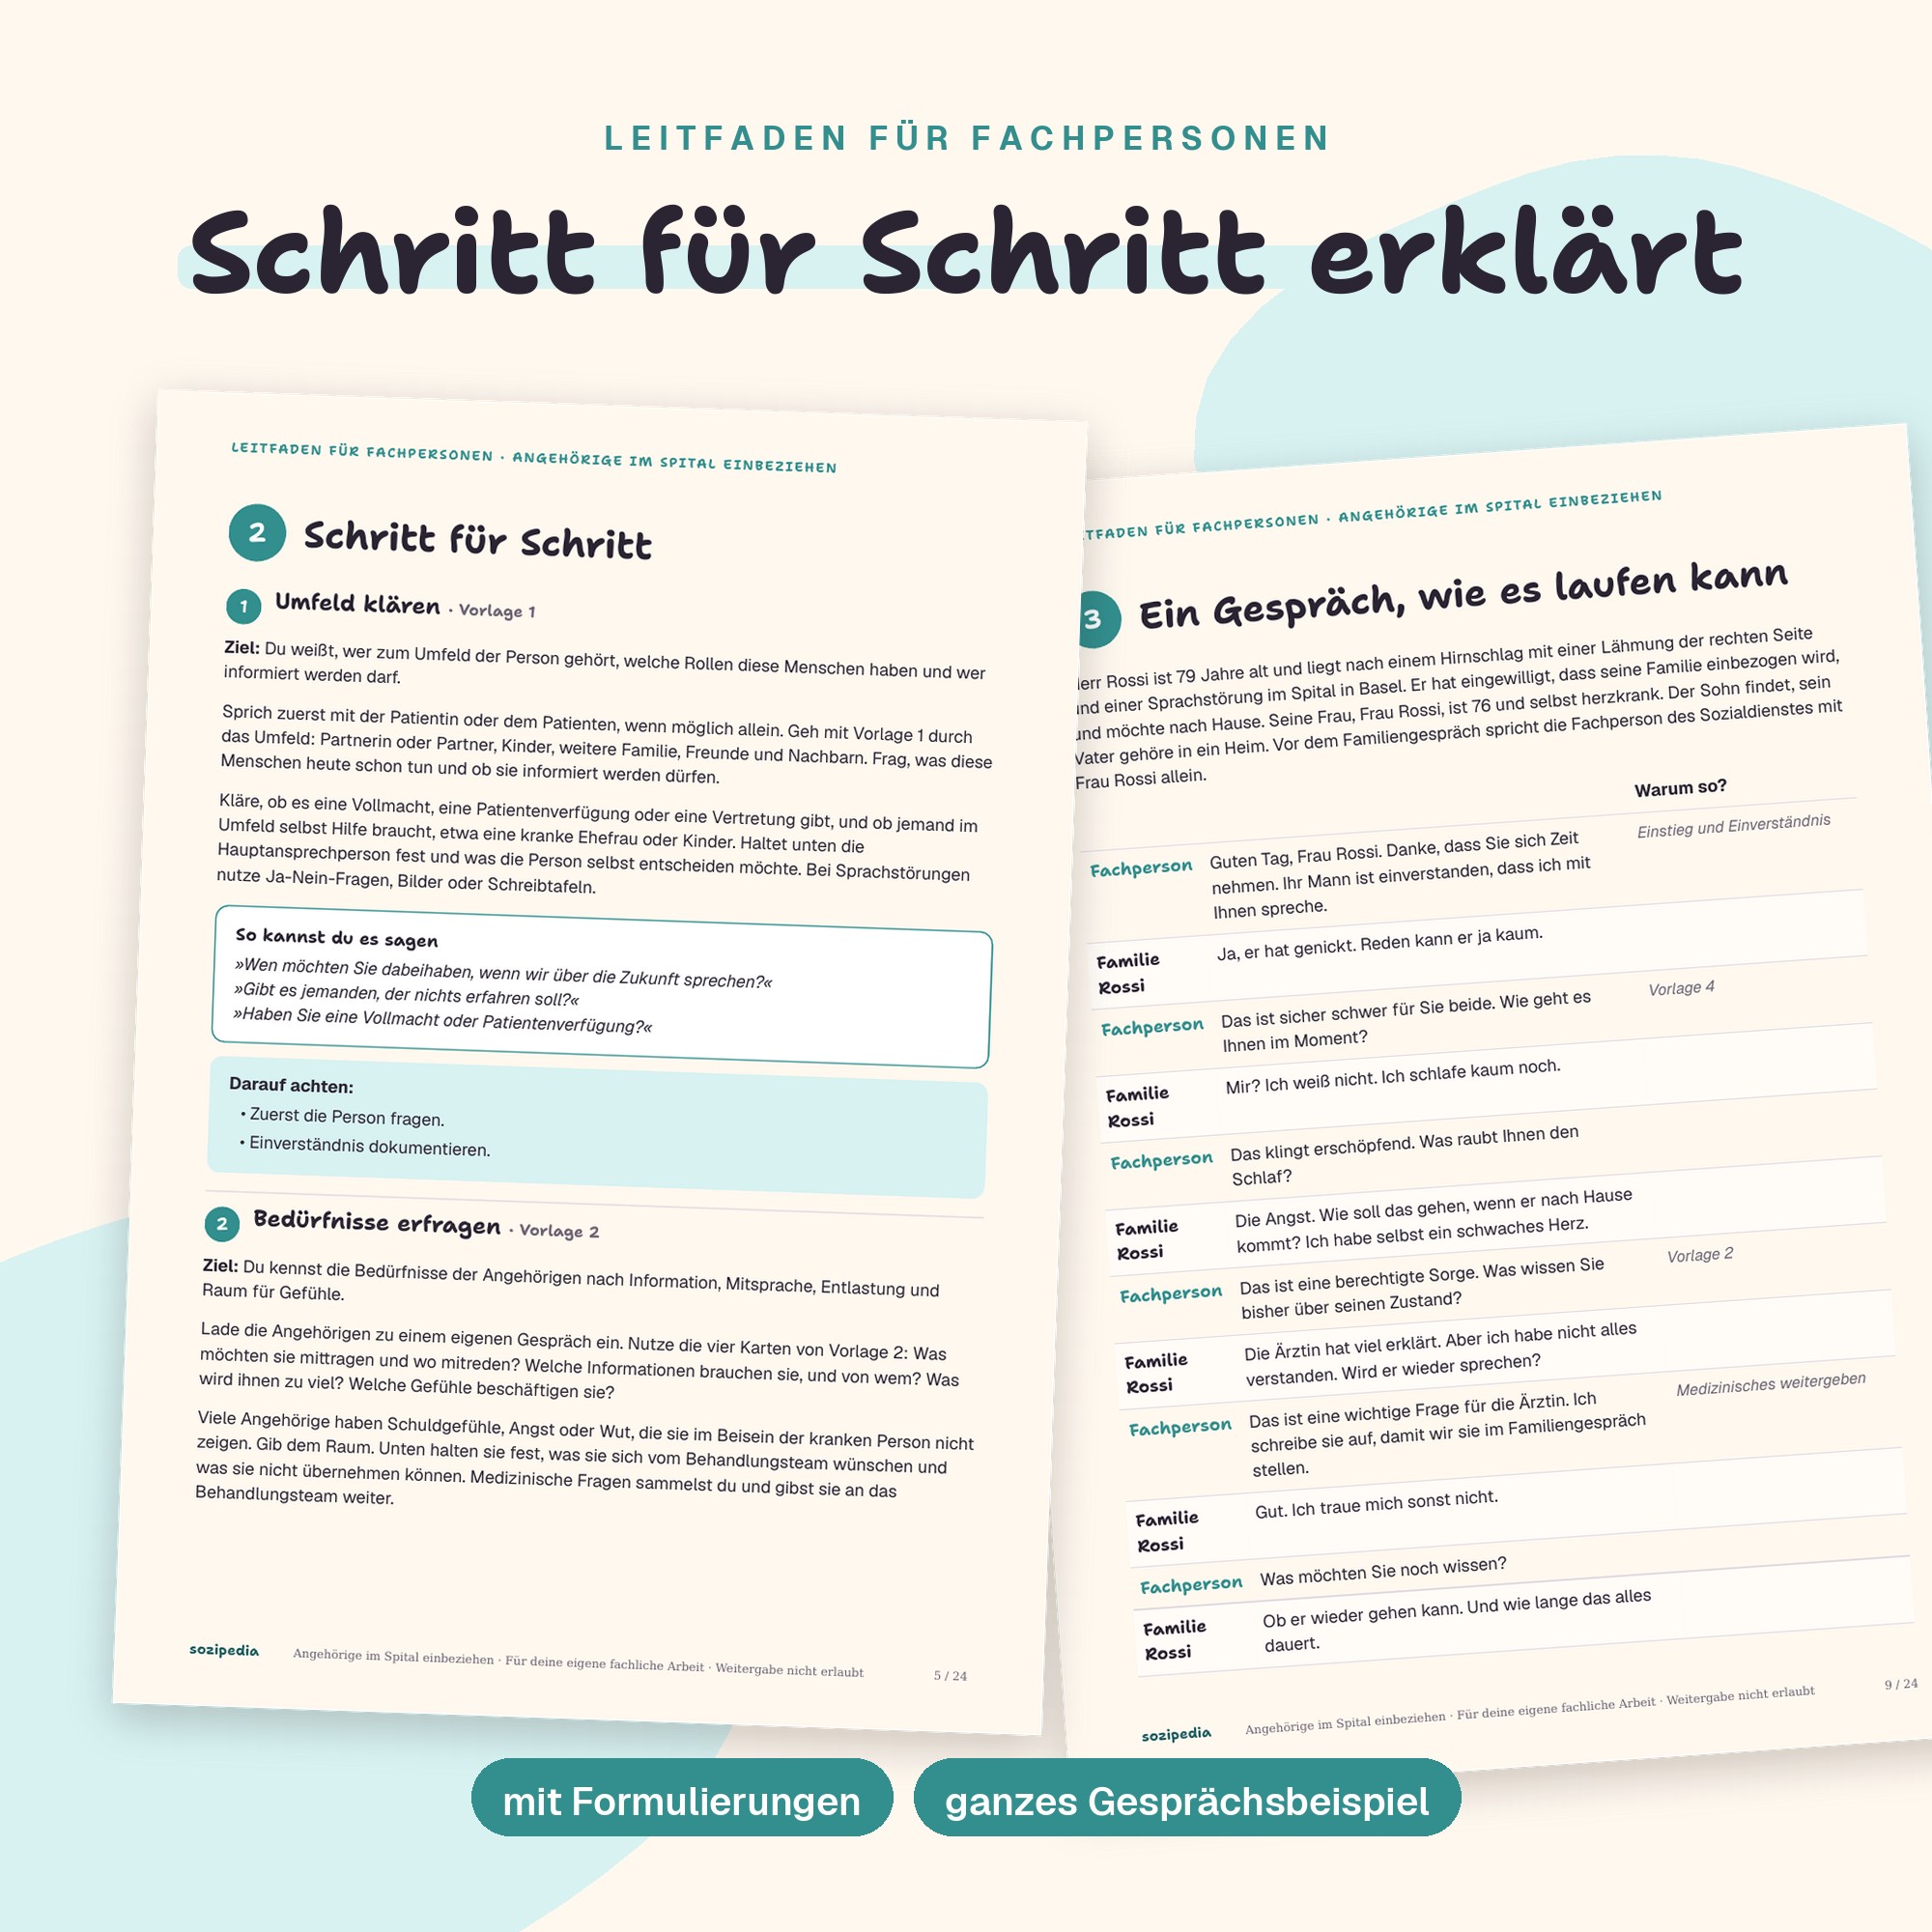 LEITFADEN FÜR FACHPERSONEN
Schritt für Schritt erklärt
LEITFADEN FÜR FACHPERSONEN · ANGEHÖRIGE IM SPITAL EINBEZIEHEN
2 Schritt für Schritt
1 Umfeld klären · Vorlage 1
Ziel: Du weißt, wer zum Umfeld der Person gehört, welche Rollen diese Menschen haben und wer
informiert werden darf.
Sprich zuerst mit der Patientin oder dem Patienten, wenn möglich allein. Geh mit Vorlage 1 durch
das Umfeld: Partnerin oder Partner, Kinder, weitere Familie, Freunde und Nachbarn. Frag, was diese
Menschen heute schon tun und ob sie informiert werden dürfen.
Kläre, ob es eine Vollmacht, eine Patientenverfügung oder eine Vertretung gibt, und ob jemand im
Umfeld selbst Hilfe braucht, etwa eine kranke Ehefrau oder Kinder. Haltet unten die
Hauptansprechperson fest und was die Person selbst entscheiden möchte. Bei Sprachstörungen
nutze Ja-Nein-Fragen, Bilder oder Schreibtafeln.
So kannst du es sagen
»Wen möchten Sie dabeihaben, wenn wir über die Zukunft sprechen?«
»Gibt es jemanden, der nichts erfahren soll?«
»Haben Sie eine Vollmacht oder Patientenverfügung?«
Darauf achten:
• Zuerst die Person fragen.
• Einverständnis dokumentieren.
2 Bedürfnisse erfragen · Vorlage 2
Ziel: Du kennst die Bedürfnisse der Angehörigen nach Information, Mitsprache, Entlastung und
Raum für Gefühle.
Lade die Angehörigen zu einem eigenen Gespräch ein. Nutze die vier Karten von Vorlage 2: Was
möchten sie mittragen und wo mitreden? Welche Informationen brauchen sie, und von wem? Was
wird ihnen zu viel? Welche Gefühle beschäftigen sie?
Viele Angehörige haben Schuldgefühle, Angst oder Wut, die sie im Beisein der kranken Person nicht
zeigen. Gib dem Raum. Unten halten sie fest, was sie sich vom Behandlungsteam wünschen und
was sie nicht übernehmen können. Medizinische Fragen sammelst du und gibst sie an das
Behandlungsteam weiter.
sozipedia Angehörige im Spital einbeziehen · Für deine eigene fachliche Arbeit · Weitergabe nicht erlaubt 5 / 24
TFADEN FÜR FACHPERSONEN · ANGEHÖRIGE IM SPITAL EINBEZIEHEN
3 Ein Gespräch, wie es laufen kann
err Rossi ist 79 Jahre alt und liegt nach einem Hirnschlag mit einer Lähmung der rechten Seite
nd einer Sprachstörung im Spital in Basel. Er hat eingewilligt, dass seine Familie einbezogen wird,
und möchte nach Hause. Seine Frau, Frau Rossi, ist 76 und selbst herzkrank. Der Sohn findet, sein
Vater gehöre in ein Heim. Vor dem Familiengespräch spricht die Fachperson des Sozialdienstes mit
Frau Rossi allein.
Warum so?
Fachperson Guten Tag, Frau Rossi. Danke, dass Sie sich Zeit Einstieg und Einverständnis
nehmen. Ihr Mann ist einverstanden, dass ich mit
Ihnen spreche.
Familie Ja, er hat genickt. Reden kann er ja kaum.
Rossi
Fachperson Das ist sicher schwer für Sie beide. Wie geht es Vorlage 4
Ihnen im Moment?
Familie Mir? Ich weiß nicht. Ich schlafe kaum noch.
Rossi
Fachperson Das klingt erschöpfend. Was raubt Ihnen den
Schlaf?
Familie Die Angst. Wie soll das gehen, wenn er nach Hause
Rossi kommt? Ich habe selbst ein schwaches Herz.
Fachperson Das ist eine berechtigte Sorge. Was wissen Sie Vorlage 2
bisher über seinen Zustand?
Familie Die Ärztin hat viel erklärt. Aber ich habe nicht alles
Rossi verstanden. Wird er wieder sprechen?
Fachperson Das ist eine wichtige Frage für die Ärztin. Ich Medizinisches weitergeben
schreibe sie auf, damit wir sie im Familiengespräch
stellen.
Familie Gut. Ich traue mich sonst nicht.
Rossi
Fachperson Was möchten Sie noch wissen?
Familie Ob er wieder gehen kann. Und wie lange das alles
Rossi dauert.
sozipedia Angehörige im Spital einbeziehen · Für deine eigene fachliche Arbeit · Weitergabe nicht erlaubt 9 / 24
mit Formulierungen
ganzes Gesprächsbeispiel